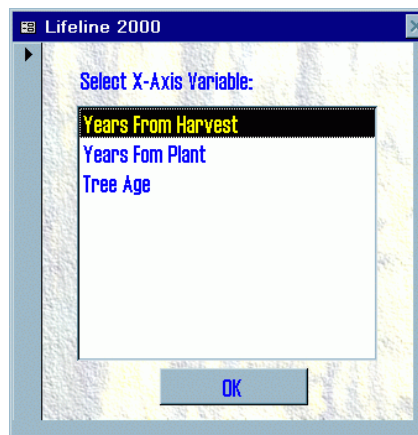 Lifeline 2000
Select X-Axis Variable:
Years From Harvest
Years Fom Plant
Tree Age
OK